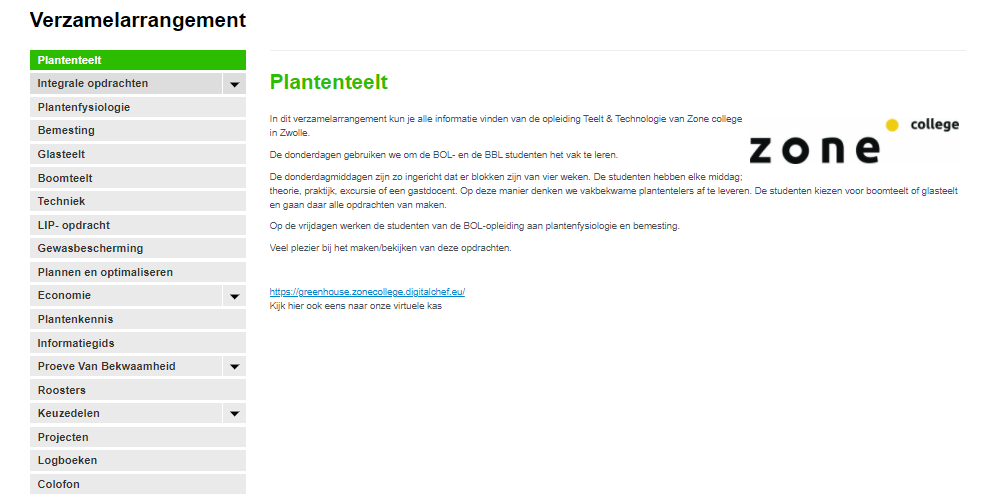 Verzamelarrangement
Plantenteelt
Integrale opdrachten
Plantenfysiologie
Bemesting
Glasteelt
Boomteelt
Techniek
LIP- opdracht
Gewasbescherming
Plannen en optimaliseren
Economie
Plantenkennis
Informatiegids
Proeve Van Bekwaamheid
Roosters
Keuzedelen
Projecten
Logboeken
Colofon
Plantenteelt
In dit verzamelarrangement kun je alle informatie vinden van de opleiding Teelt & Technologie van Zone college
in Zwolle.
De donderdagen gebruiken we om de BOL- en de BBL studenten het vak te leren.
De donderdagmiddagen zijn zo ingericht dat er blokken zijn van vier weken. De studenten hebben elke middag;
theorie, praktijk, excursie of een gastdocent. Op deze manier denken we vakbekwame plantentelers af te leveren. De studenten kiezen voor boomteelt of glasteelt
en gaan daar alle opdrachten van maken.
Op de vrijdagen werken de studenten van de BOL-opleiding aan plantenfysiologie en bemesting.
Veel plezier bij het maken/bekijken van deze opdrachten.
https://greenhouse.zonecollege.digitalchef.eu/
Kijk hier ook eens naar onze virtuele kas
zone college